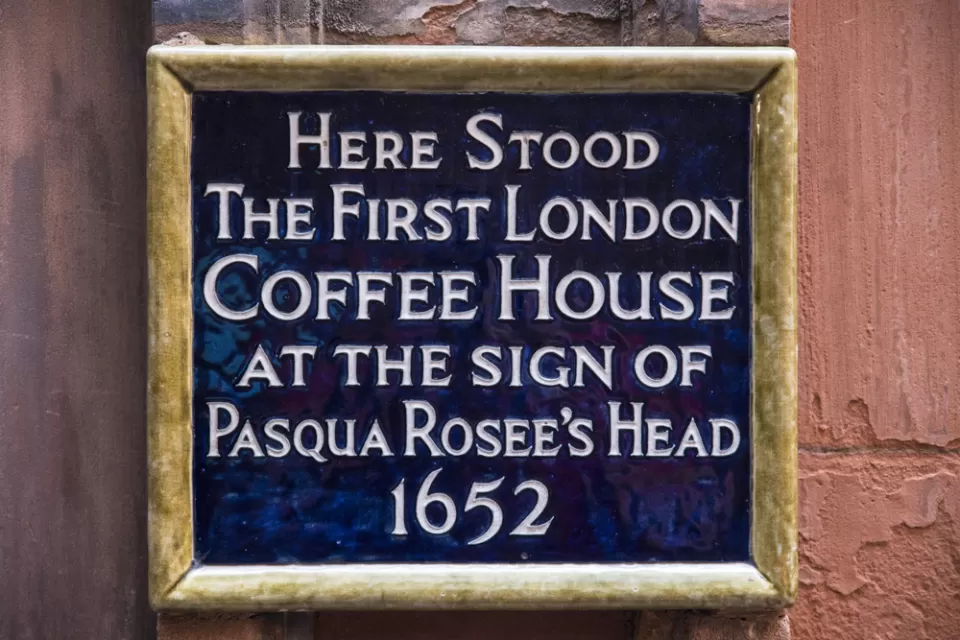 Here Stood
The First London
Coffee House
at the sign of
Pasqua Rosee's Head
1652